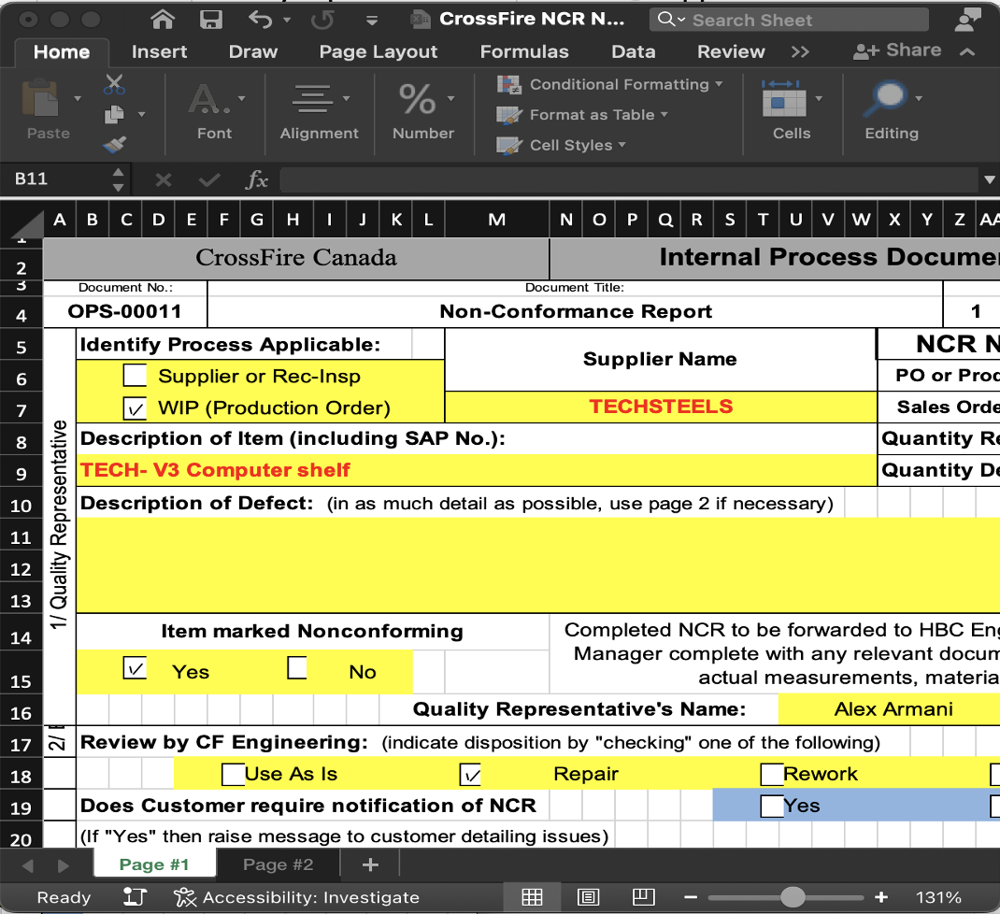 CrossFire NCR N...
Search Sheet
Home Insert Draw Page Layout Formulas Data Review >> Share
Paste
Font
Alignment
%
Number
Conditional Formatting
Format as Table
Cell Styles
Cells
Editing
B11 fx
A B C D E F G H I J K L M N O P Q R S T U V W X Y Z AA
1
2 CrossFire Canada Internal Process Docume
3 Document No.: Document Title:
4 OPS-00011 Non-Conformance Report 1
5 Identify Process Applicable: Supplier Name NCR N
6 Supplier or Rec-Insp PO or Prod
7 WIP (Production Order) TECHSTEELS Sales Orde
8 Description of Item (including SAP No.): Quantity Re
9 TECH- V3 Computer shelf Quantity De
10 Description of Defect: (in as much detail as possible, use page 2 if necessary)
11
12
13
1/ Quality Representative
14 Item marked Nonconforming Completed NCR to be forwarded to HBC Eng
Manager complete with any relevant docum
15 Yes No actual measurements, materia
16 Quality Representative's Name: Alex Armani
17 2/ E Review by CF Engineering: (indicate disposition by "checking" one of the following)
18 Use As Is Repair Rework
19 Does Customer require notification of NCR Yes
20 (If "Yes" then raise message to customer detailing issues)
Page #1 Page #2 +
Ready Accessibility: Investigate 131%